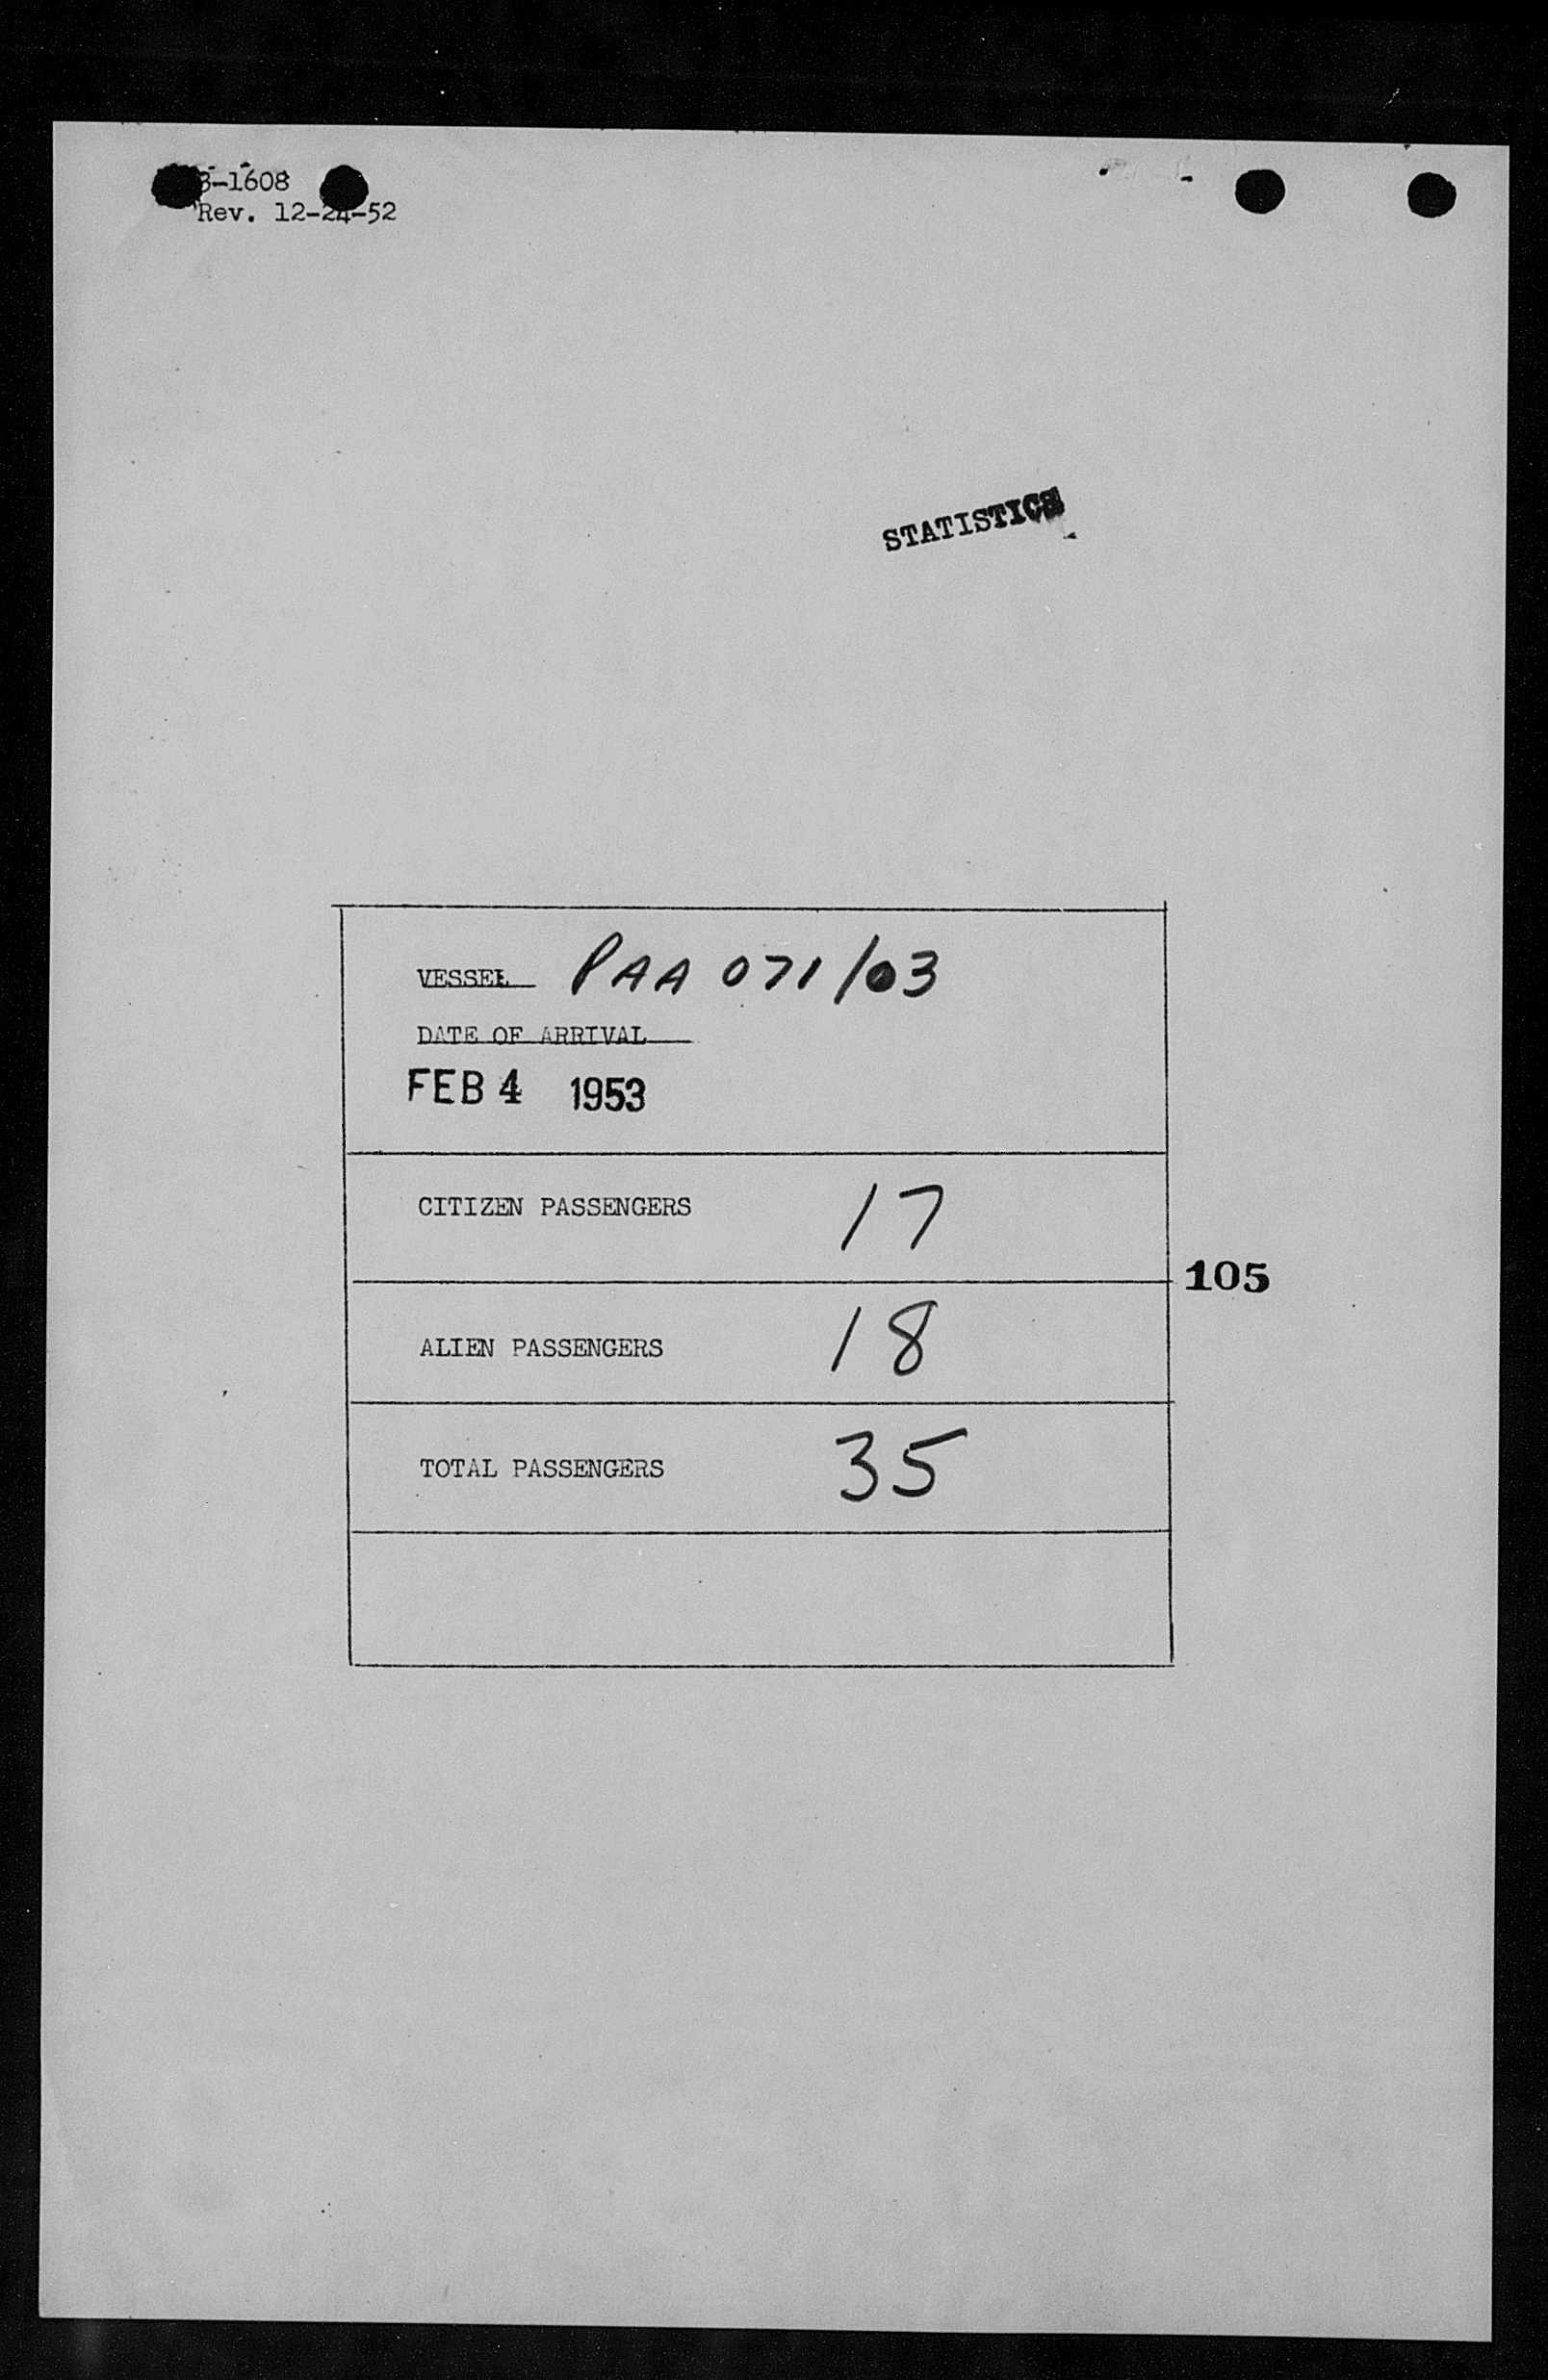 3-1608
Rev. 12-24-52
STATISTICS
VESSEL PAA 071/03
DATE OF ARRIVAL
FEB 4 1953
CITIZEN PASSENGERS 17
105
ALIEN PASSENGERS 18
TOTAL PASSENGERS 35